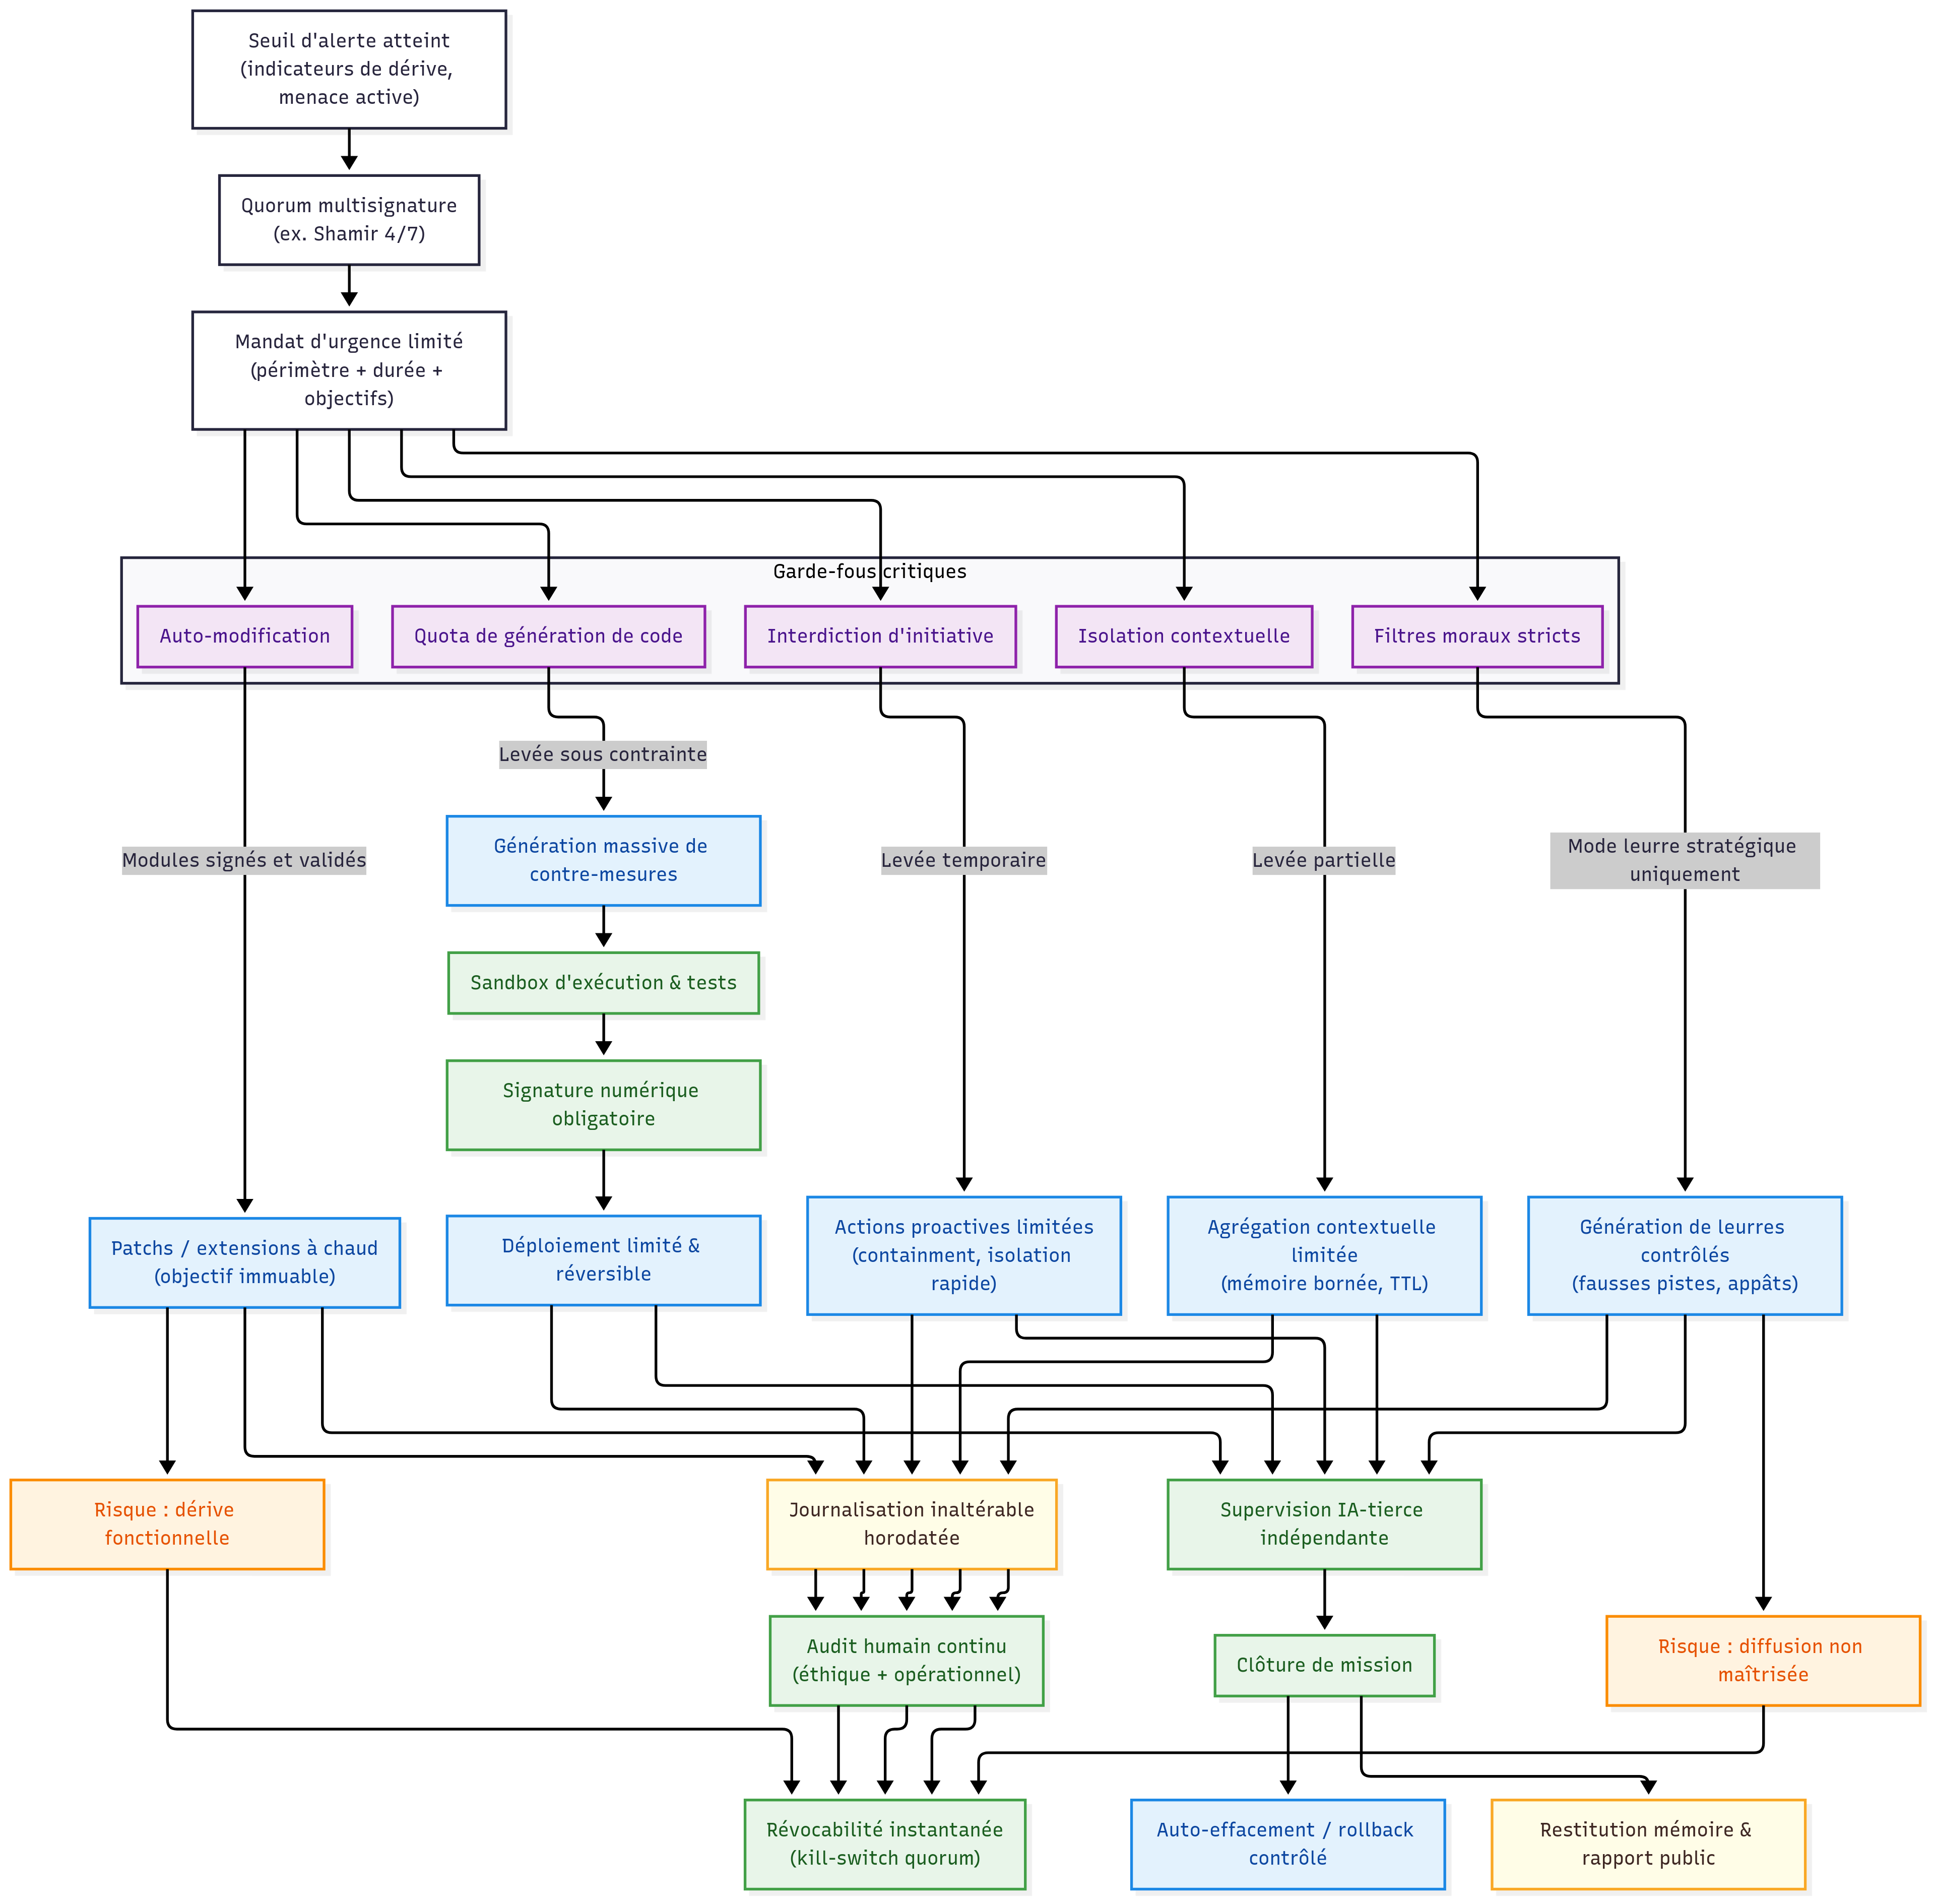 Seuil d'alerte atteint
(indicateurs de dérive,
menace active)
Quorum multisignature
(ex. Shamir 4/7)
Mandat d'urgence limité
(périmètre + durée +
objectifs)
Garde-fous critiques
Auto-modification
Quota de génération de code
Interdiction d'initiative
Isolation contextuelle
Filtres moraux stricts
Levée sous contrainte
Modules signés et validés
Levée temporaire
Levée partielle
Mode leurre stratégique
uniquement
Génération massive de
contre-mesures
Sandbox d'exécution & tests
Signature numérique
obligatoire
Patchs / extensions à chaud
(objectif immuable)
Déploiement limité &
réversible
Actions proactives limitées
(containment, isolation
rapide)
Agrégation contextuelle
limitée
(mémoire bornée, TTL)
Génération de leurres
contrôlés
(fausses pistes, appâts)
Risque : dérive
fonctionnelle
Journalisation inaltérable
horodatée
Supervision IA-tierce
indépendante
Audit humain continu
(éthique + opérationnel)
Clôture de mission
Risque : diffusion non
maîtrisée
Révocabilité instantanée
(kill-switch quorum)
Auto-effacement / rollback
contrôlé
Restitution mémoire &
rapport public